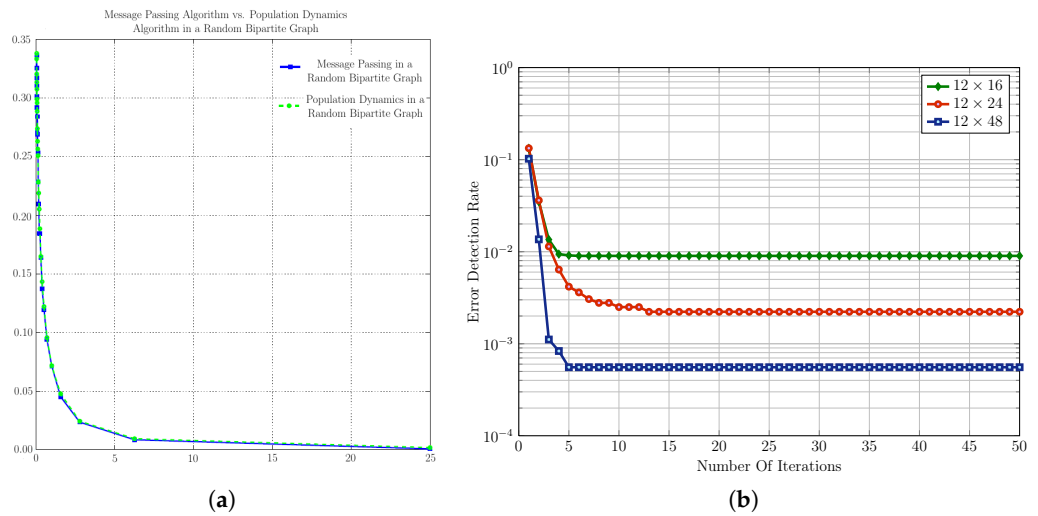 Message Passing Algorithm vs. Population Dynamics
Algorithm in a Random Bipartite Graph
0.35
0.30
0.25
0.20
0.15
0.10
0.05
0.00
0 5 10 15 20 25
Message Passing in a
Random Bipartite Graph
Population Dynamics in a
Random Bipartite Graph
(a)
Error Detection Rate
10^0
10^−1
10^−2
10^−3
10^−4
0 5 10 15 20 25 30 35 40 45 50
Number Of Iterations
12 × 16
12 × 24
12 × 48
(b)